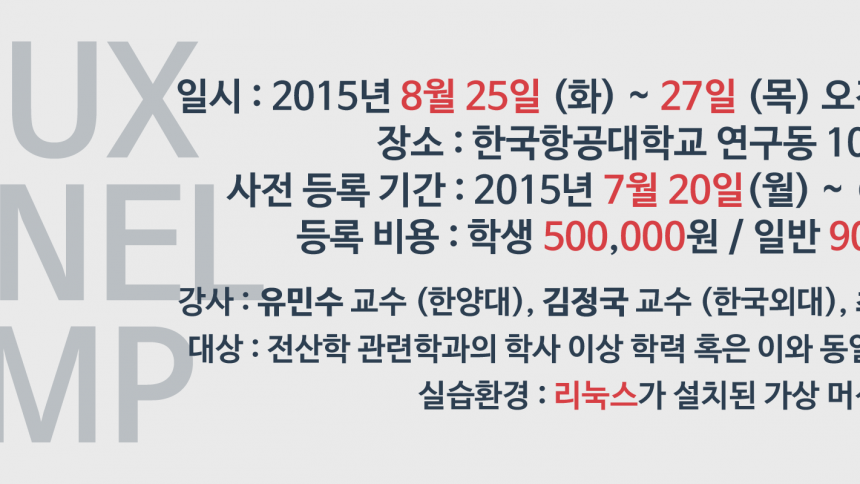 UX
NEL
MP
일시 : 2015년 8월 25일 (화) ~ 27일 (목)
장소 : 한국항공대학교 연구동 10
사전 등록 기간 : 2015년 7월 20일(월) ~
등록 비용 : 학생 500,000원 / 일반 90
강사 : 유민수 교수 (한양대), 김정국 교수 (한국외대),
대상 : 전산학 관련학과의 학사 이상 학력 혹은 이와 동일
실습환경 : 리눅스가 설치된 가상